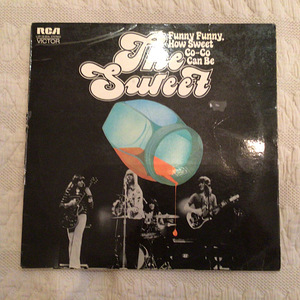 RCA
VICTOR
Funny Funny,
How Sweet
Co-Co
Can Be
The
Sweet